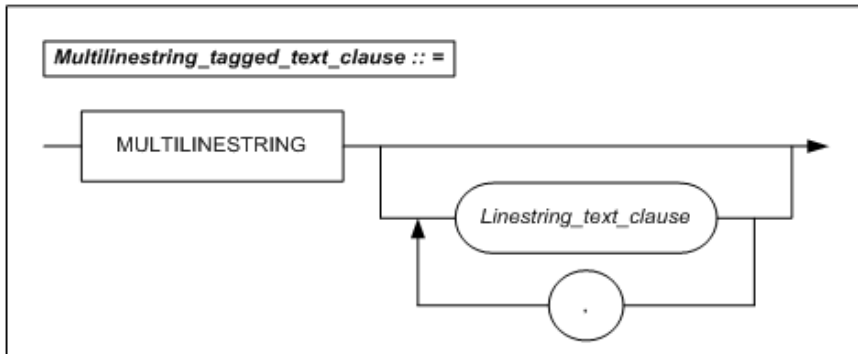 Multilinestring_tagged_text_clause :: =
MULTILINESTRING
Linestring_text_clause
,